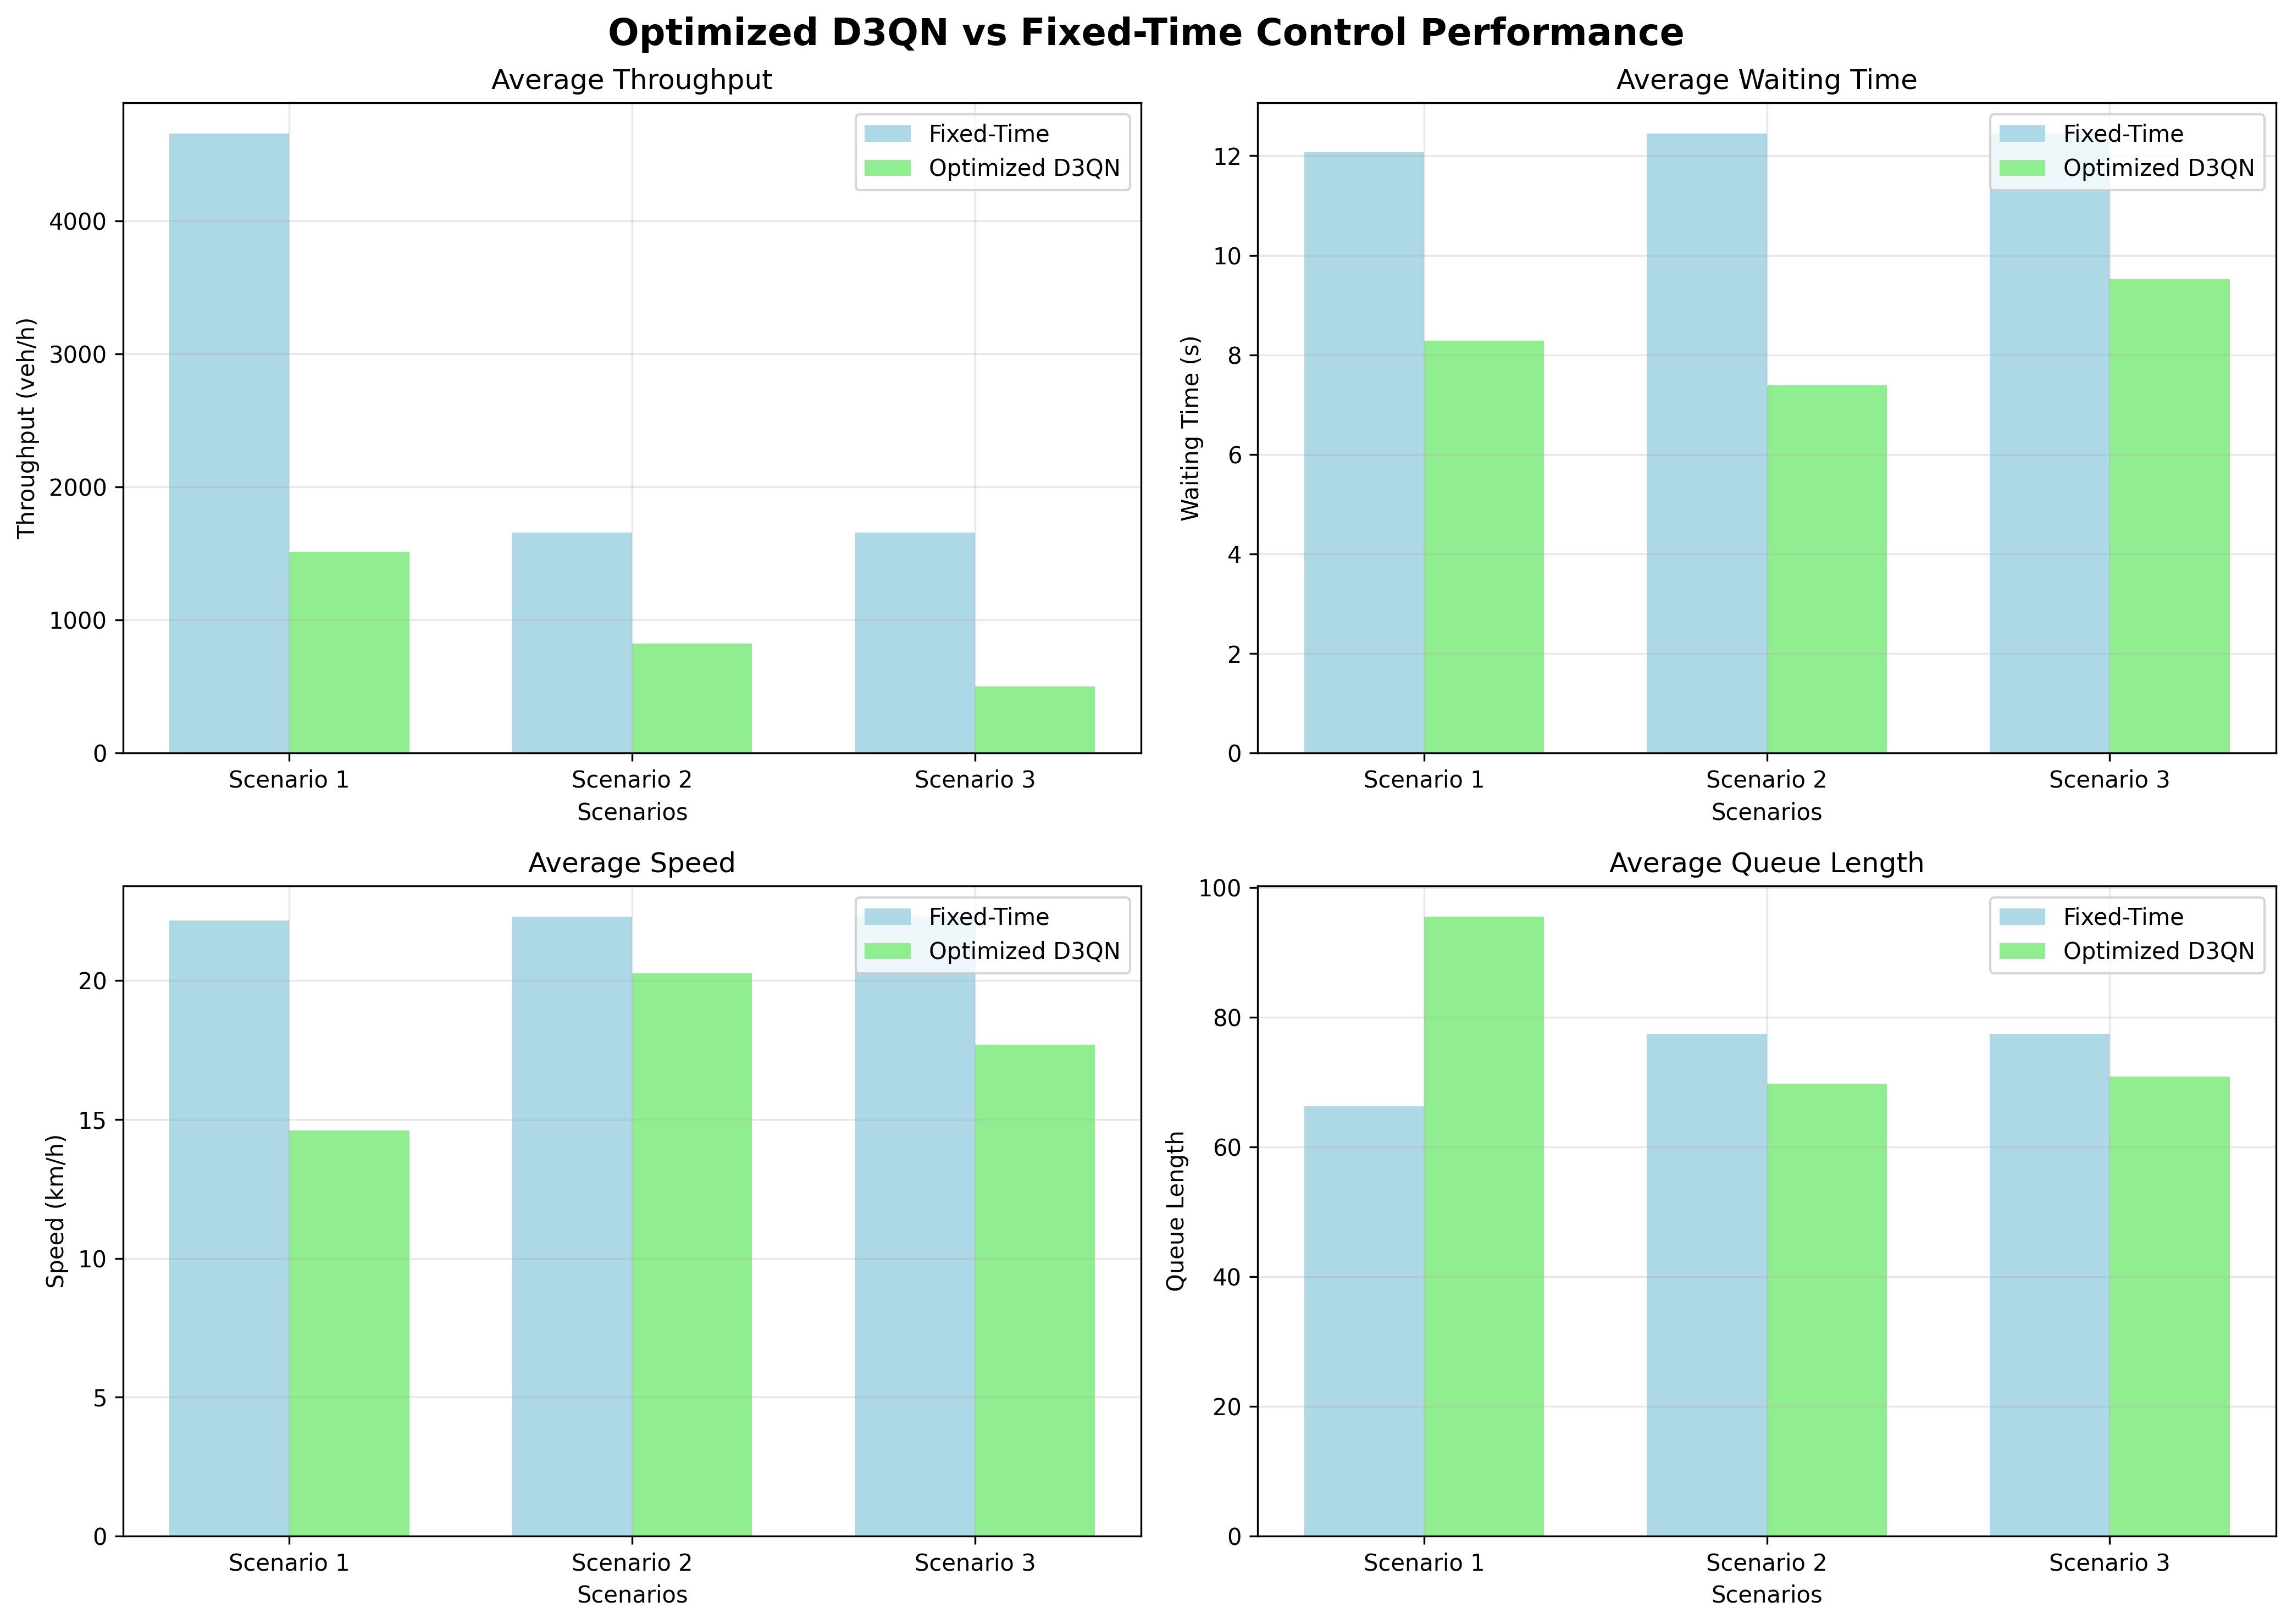 Optimized D3QN vs Fixed-Time Control Performance
Average Throughput
Throughput (veh/h)
4000
3000
2000
1000
0
Fixed-Time
Optimized D3QN
Scenario 1
Scenario 2
Scenario 3
Scenarios
Average Waiting Time
Waiting Time (s)
12
10
8
6
4
2
0
Fixed-Time
Optimized D3QN
Scenario 1
Scenario 2
Scenario 3
Scenarios
Average Speed
Speed (km/h)
20
15
10
5
0
Fixed-Time
Optimized D3QN
Scenario 1
Scenario 2
Scenario 3
Scenarios
Average Queue Length
Queue Length
100
80
60
40
20
0
Fixed-Time
Optimized D3QN
Scenario 1
Scenario 2
Scenario 3
Scenarios